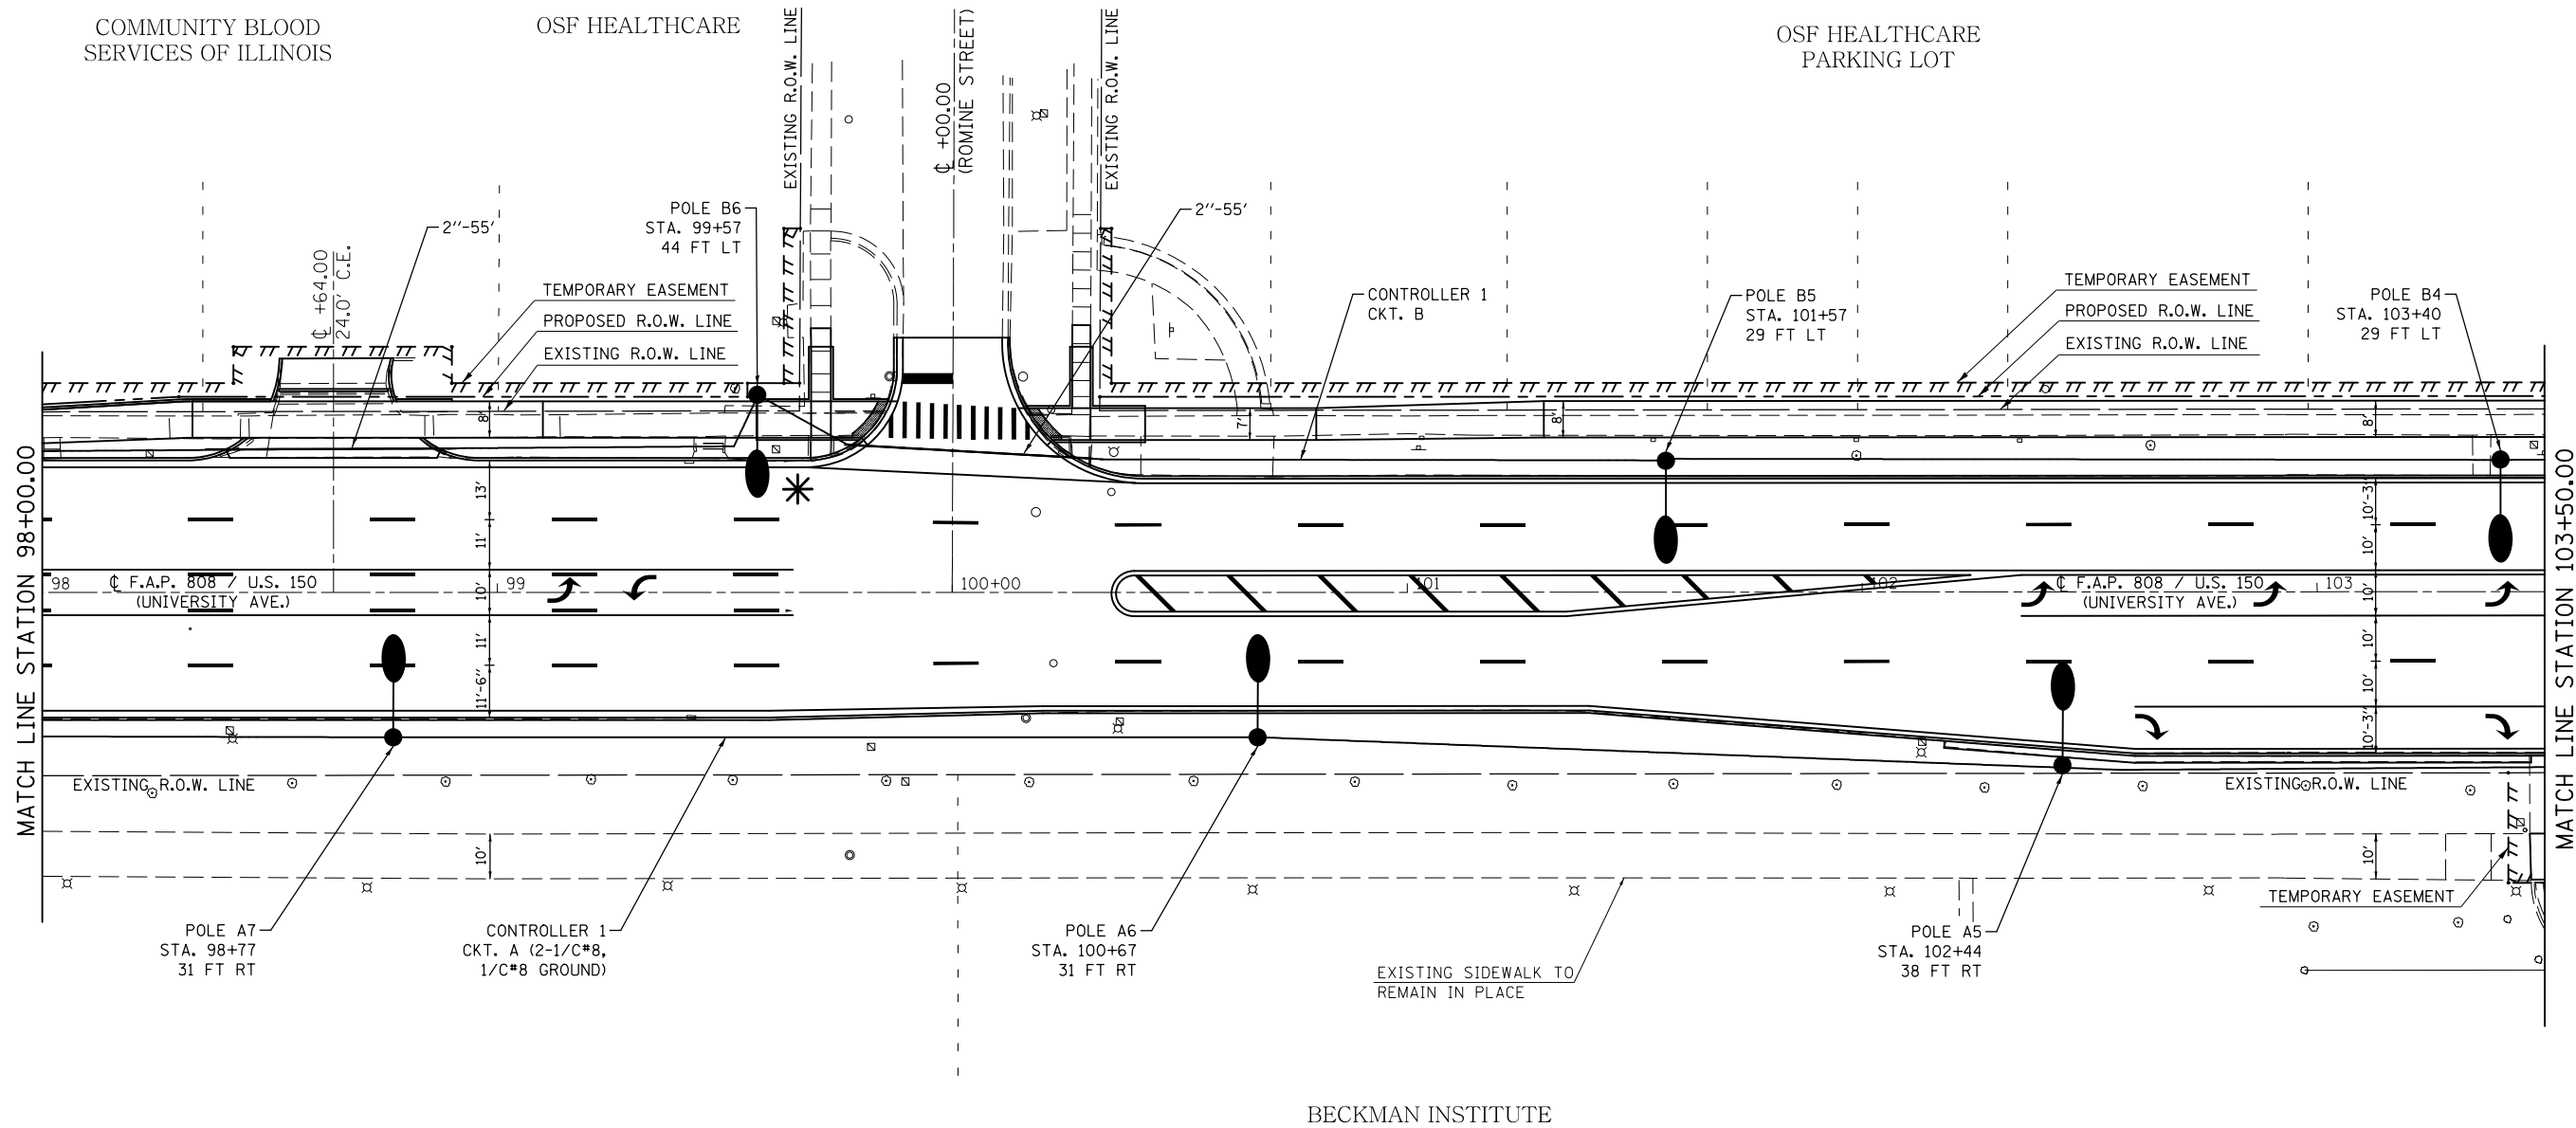 COMMUNITY BLOOD
SERVICES OF ILLINOIS
OSF HEALTHCARE
EXISTING R.O.W. LINE
℄ +00.00
(ROMINE STREET)
EXISTING R.O.W. LINE
OSF HEALTHCARE
PARKING LOT
℄ +64.00
24.0' C.E.
2''-55'
POLE B6
STA. 99+57
44 FT LT
TEMPORARY EASEMENT
PROPOSED R.O.W. LINE
EXISTING R.O.W. LINE
2''-55'
CONTROLLER 1
CKT. B
POLE B5
STA. 101+57
29 FT LT
TEMPORARY EASEMENT
PROPOSED R.O.W. LINE
EXISTING R.O.W. LINE
POLE B4
STA. 103+40
29 FT LT
MATCH LINE STATION 98+00.00
8'
13'
11'
10'
11'
11'-6''
10'
7'
8'
8'
10'-3''
10'
10'
10'
10'
10'-3''
10'
98
℄ F.A.P. 808 / U.S. 150
(UNIVERSITY AVE.)
99
100+00
101
102
℄ F.A.P. 808 / U.S. 150
(UNIVERSITY AVE.)
103
MATCH LINE STATION 103+50.00
EXISTING R.O.W. LINE
EXISTING R.O.W. LINE
POLE A7
STA. 98+77
31 FT RT
CONTROLLER 1
CKT. A (2-1/C#8,
1/C#8 GROUND)
POLE A6
STA. 100+67
31 FT RT
EXISTING SIDEWALK TO
REMAIN IN PLACE
POLE A5
STA. 102+44
38 FT RT
TEMPORARY EASEMENT
BECKMAN INSTITUTE